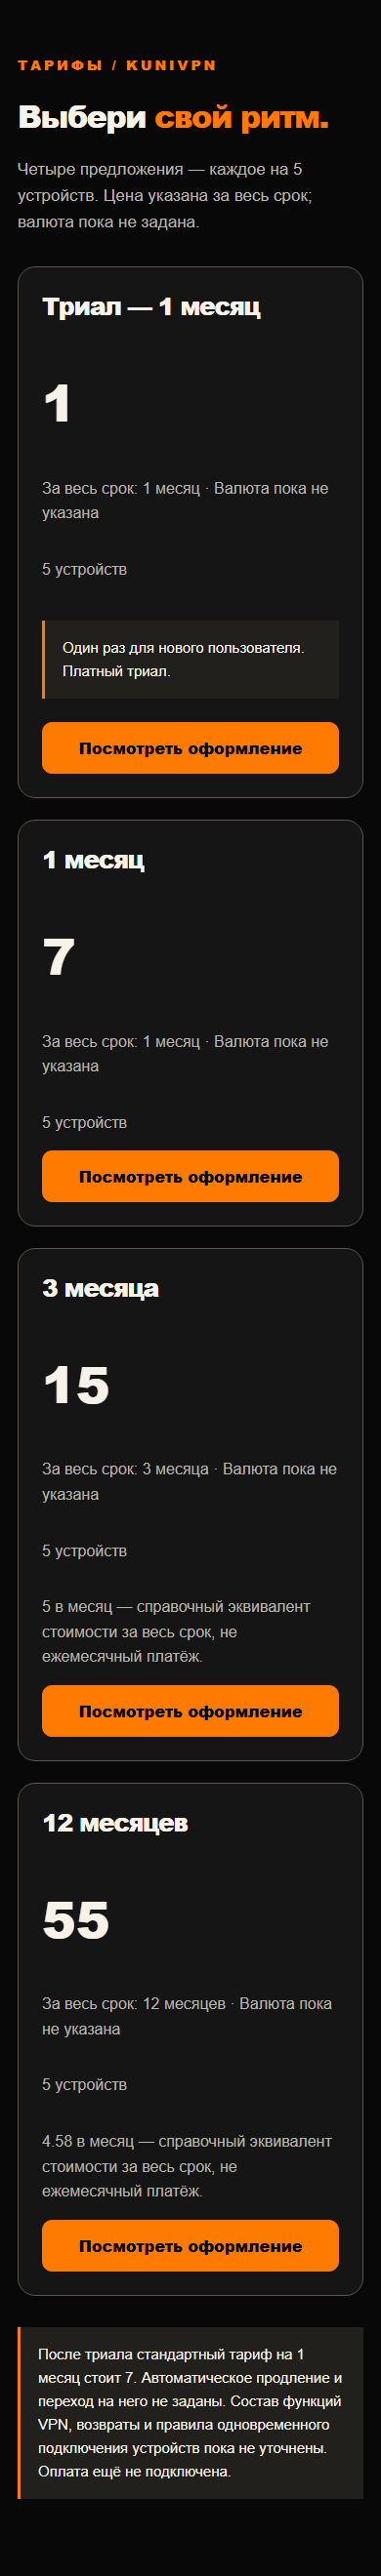 ТАРИФЫ / KUNIVPN
Выбери свой ритм.
Четыре предложения — каждое на 5
устройств. Цена указана за весь срок;
валюта пока не задана.
Триал — 1 месяц
1
За весь срок: 1 месяц · Валюта пока не
указана
5 устройств
Один раз для нового пользователя.
Платный триал.
Посмотреть оформление
1 месяц
7
За весь срок: 1 месяц · Валюта пока не
указана
5 устройств
Посмотреть оформление
3 месяца
15
За весь срок: 3 месяца · Валюта пока не
указана
5 устройств
5 в месяц — справочный эквивалент
стоимости за весь срок, не
ежемесячный платёж.
Посмотреть оформление
12 месяцев
55
За весь срок: 12 месяцев · Валюта пока
не указана
5 устройств
4.58 в месяц — справочный эквивалент
стоимости за весь срок, не
ежемесячный платёж.
Посмотреть оформление
После триала стандартный тариф на 1
месяц стоит 7. Автоматическое продление и
переход на него не заданы. Состав функций
VPN, возвраты и правила одновременного
подключения устройств пока не уточнены.
Оплата ещё не подключена.